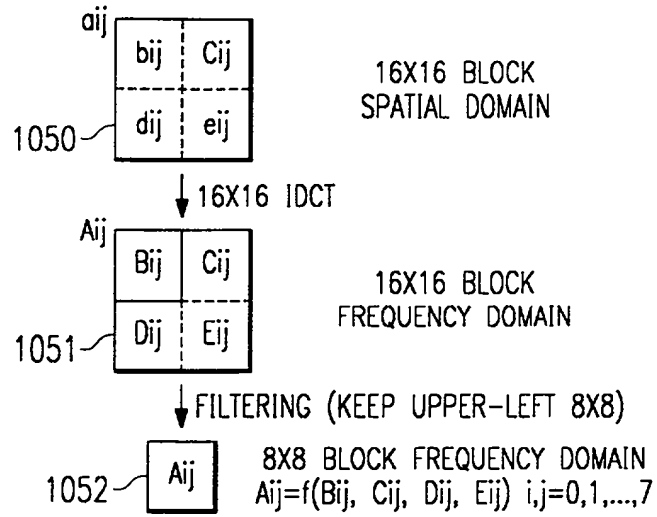 aij
bij Cij
dij eij
1050
16X16 BLOCK
SPATIAL DOMAIN
16X16 IDCT
Aij
Bij Cij
Dij Eij
1051
16X16 BLOCK
FREQUENCY DOMAIN
FILTERING (KEEP UPPER-LEFT 8X8)
1052
Aij
8X8 BLOCK FREQUENCY DOMAIN
Aij=f(Bij, Cij, Dij, Eij) i,j=0,1,...,7